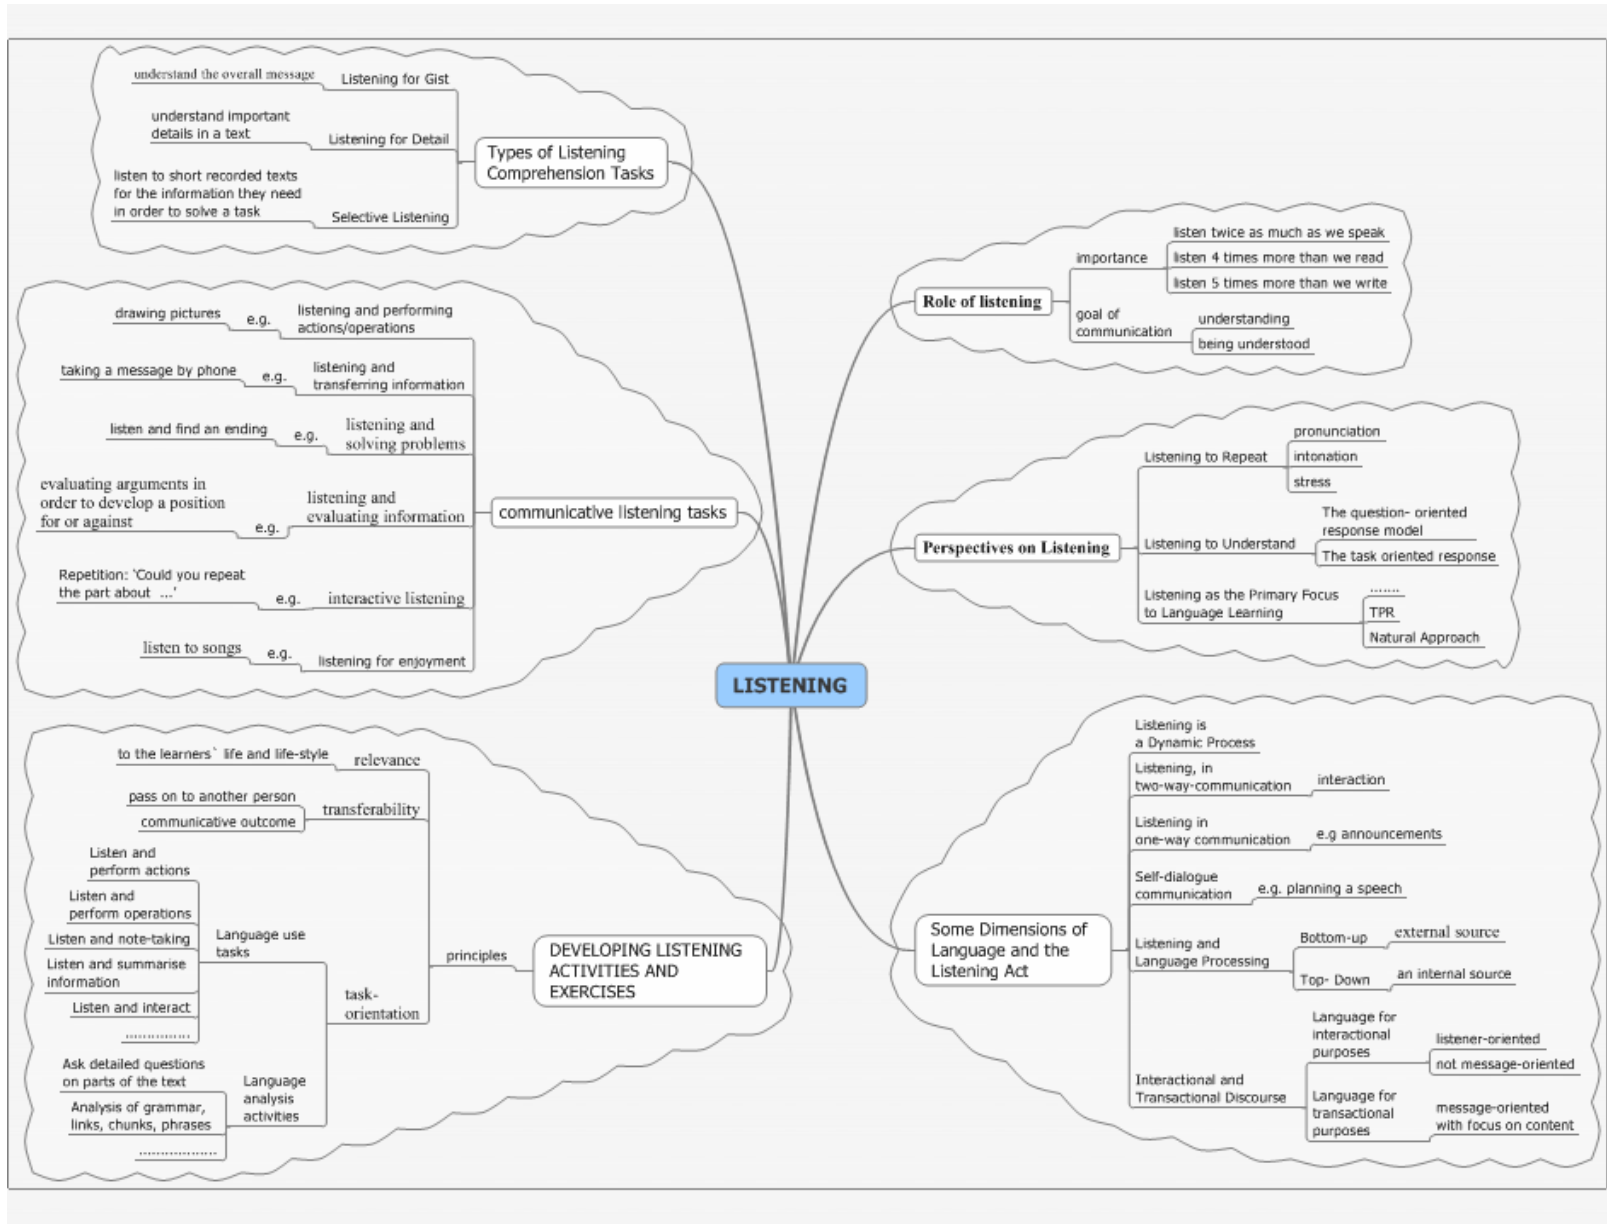 understand the overall message
Listening for Gist
understand important
details in a text
Listening for Detail
listen to short recorded texts
for the information they need
in order to solve a task
Selective Listening
Types of Listening
Comprehension Tasks
drawing pictures
e.g.
listening and performing
actions/operations
taking a message by phone
e.g.
listening and
transferring information
listen and find an ending
e.g.
listening and
solving problems
evaluating arguments in
order to develop a position
for or against
e.g.
listening and
evaluating information
Repetition: 'Could you repeat
the part about ...'
e.g.
interactive listening
listen to songs
e.g.
listening for enjoyment
communicative listening tasks
to the learners` life and life-style
relevance
pass on to another person
communicative outcome
transferability
Listen and
perform actions
Listen and
perform operations
Listen and note-taking
Listen and summarise
information
Listen and interact
...............
Language use
tasks
Ask detailed questions
on parts of the text
Analysis of grammar,
links, chunks, phrases
..................
Language
analysis
activities
task-
orientation
principles
DEVELOPING LISTENING
ACTIVITIES AND
EXERCISES
LISTENING
Role of listening
importance
listen twice as much as we speak
listen 4 times more than we read
listen 5 times more than we write
goal of
communication
understanding
being understood
Perspectives on Listening
Listening to Repeat
pronunciation
intonation
stress
Listening to Understand
The question- oriented
response model
The task oriented response
Listening as the Primary Focus
to Language Learning
.......
TPR
Natural Approach
Some Dimensions of
Language and the
Listening Act
Listening is
a Dynamic Process
Listening, in
two-way-communication
interaction
Listening in
one-way communication
e.g announcements
Self-dialogue
communication
e.g. planning a speech
Listening and
Language Processing
Bottom-up
external source
Top- Down
an internal source
Interactional and
Transactional Discourse
Language for
interactional
purposes
listener-oriented
not message-oriented
Language for
transactional
purposes
message-oriented
with focus on content